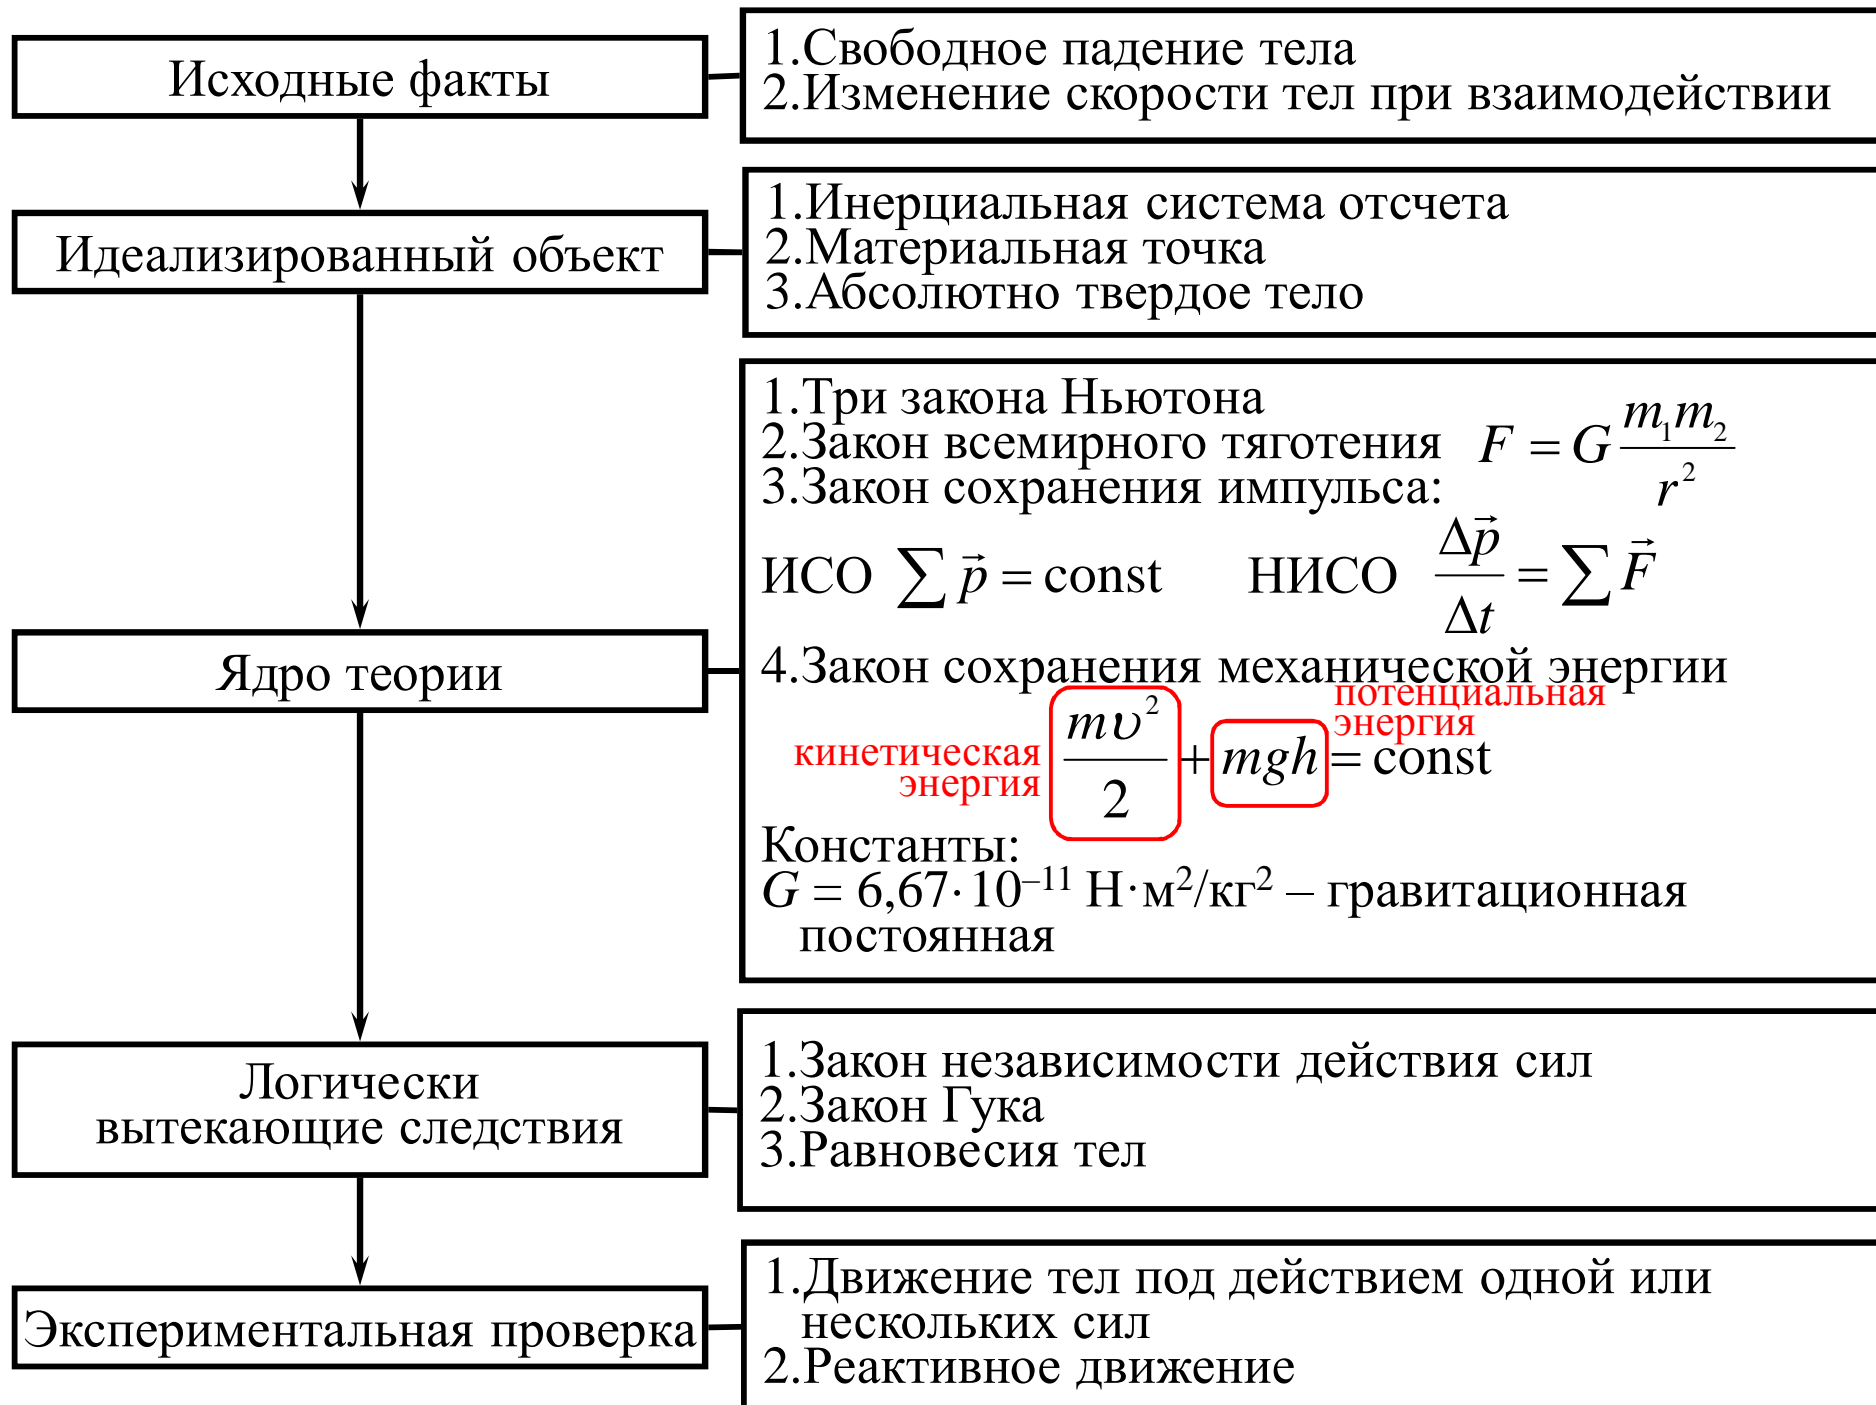 Исходные факты
1.Свободное падение тела
2.Изменение скорости тел при взаимодействии
Идеализированный объект
1.Инерциальная система отсчета
2.Материальная точка
3.Абсолютно твердое тело
Ядро теории
1.Три закона Ньютона
2.Закон всемирного тяготения F = G m₁m₂ / r²
3.Закон сохранения импульса:
ИСО ∑ p⃗ = const НИСО Δp⃗ / Δt = ∑ F⃗
4.Закон сохранения механической энергии
кинетическая энергия
потенциальная энергия
mυ² / 2 + mgh = const
Константы:
G = 6,67·10⁻¹¹ Н·м²/кг² – гравитационная
постоянная
Логически
вытекающие следствия
1.Закон независимости действия сил
2.Закон Гука
3.Равновесия тел
Экспериментальная проверка
1.Движение тел под действием одной или
нескольких сил
2.Реактивное движение